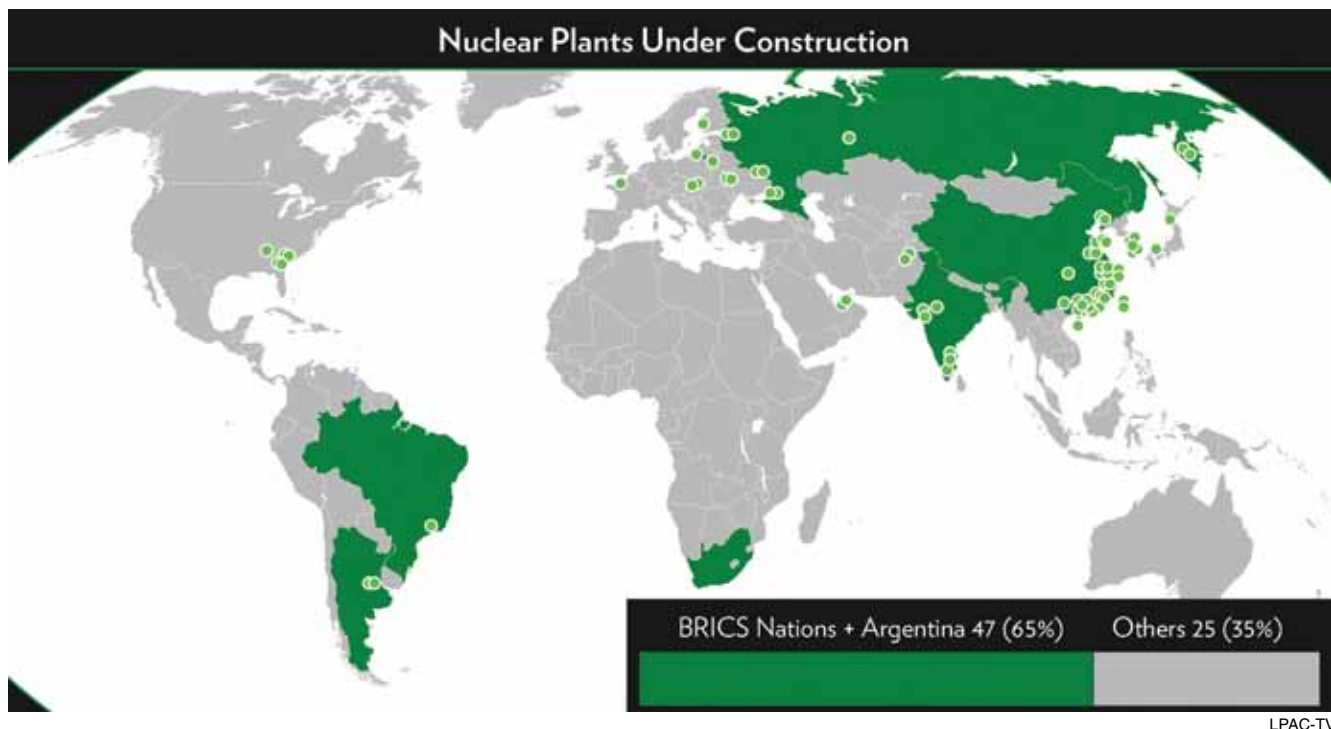 Nuclear Plants Under Construction
BRICS Nations + Argentina 47 (65%) Others 25 (35%)
LPAC-TV